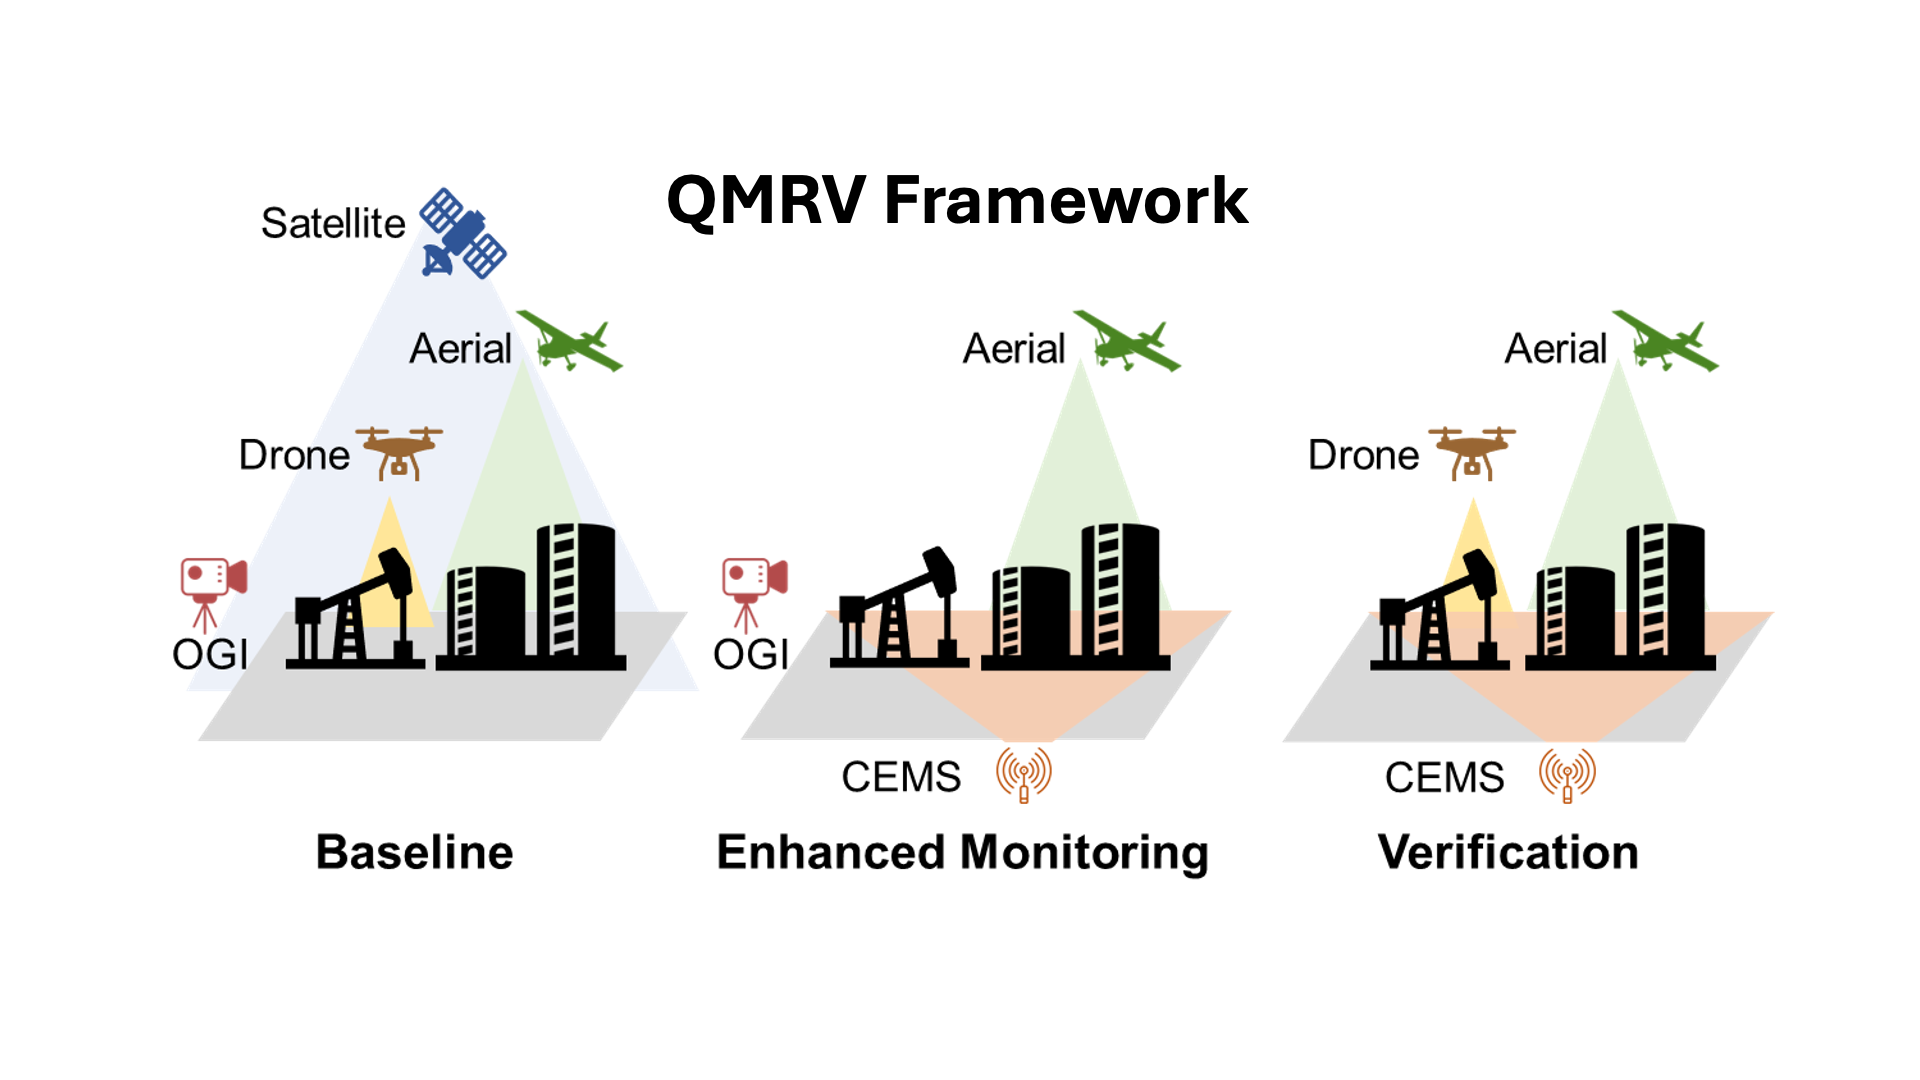 QMRV Framework
Satellite
Aerial
Drone
OGI
Baseline
Aerial
OGI
CEMS
Enhanced Monitoring
Aerial
Drone
CEMS
Verification